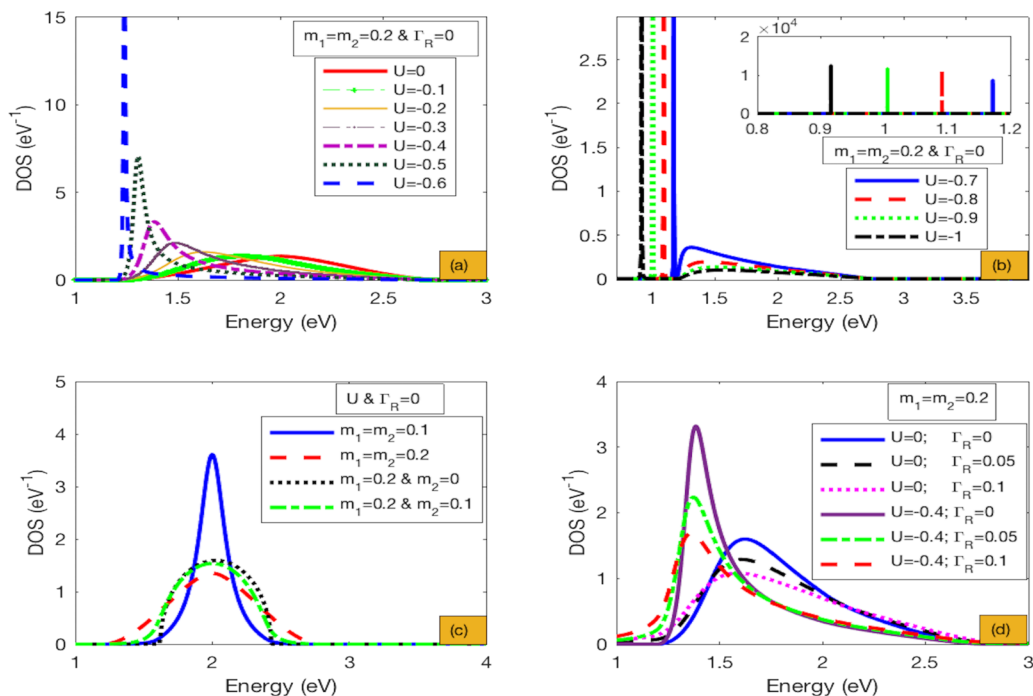 15
10
5
0
1
1.5
2
2.5
3
DOS (eV⁻¹)
Energy (eV)
m₁=m₂=0.2 & Γ_R=0
U=0
U=-0.1
U=-0.2
U=-0.3
U=-0.4
U=-0.5
U=-0.6
(a)
2.5
2
1.5
1
0.5
0
1
1.5
2
2.5
3
3.5
DOS (eV⁻¹)
Energy (eV)
×10⁴
2
1
0
0.8
0.9
1
1.1
1.2
m₁=m₂=0.2 & Γ_R=0
U=-0.7
U=-0.8
U=-0.9
U=-1
(b)
5
4
3
2
1
0
1
2
3
4
DOS (eV⁻¹)
Energy (eV)
U & Γ_R=0
m₁=m₂=0.1
m₁=m₂=0.2
m₁=0.2 & m₂=0
m₁=0.2 & m₂=0.1
(c)
4
3
2
1
0
1
1.5
2
2.5
3
DOS (eV⁻¹)
Energy (eV)
m₁=m₂=0.2
U=0; Γ_R=0
U=0; Γ_R=0.05
U=0; Γ_R=0.1
U=-0.4; Γ_R=0
U=-0.4; Γ_R=0.05
U=-0.4; Γ_R=0.1
(d)